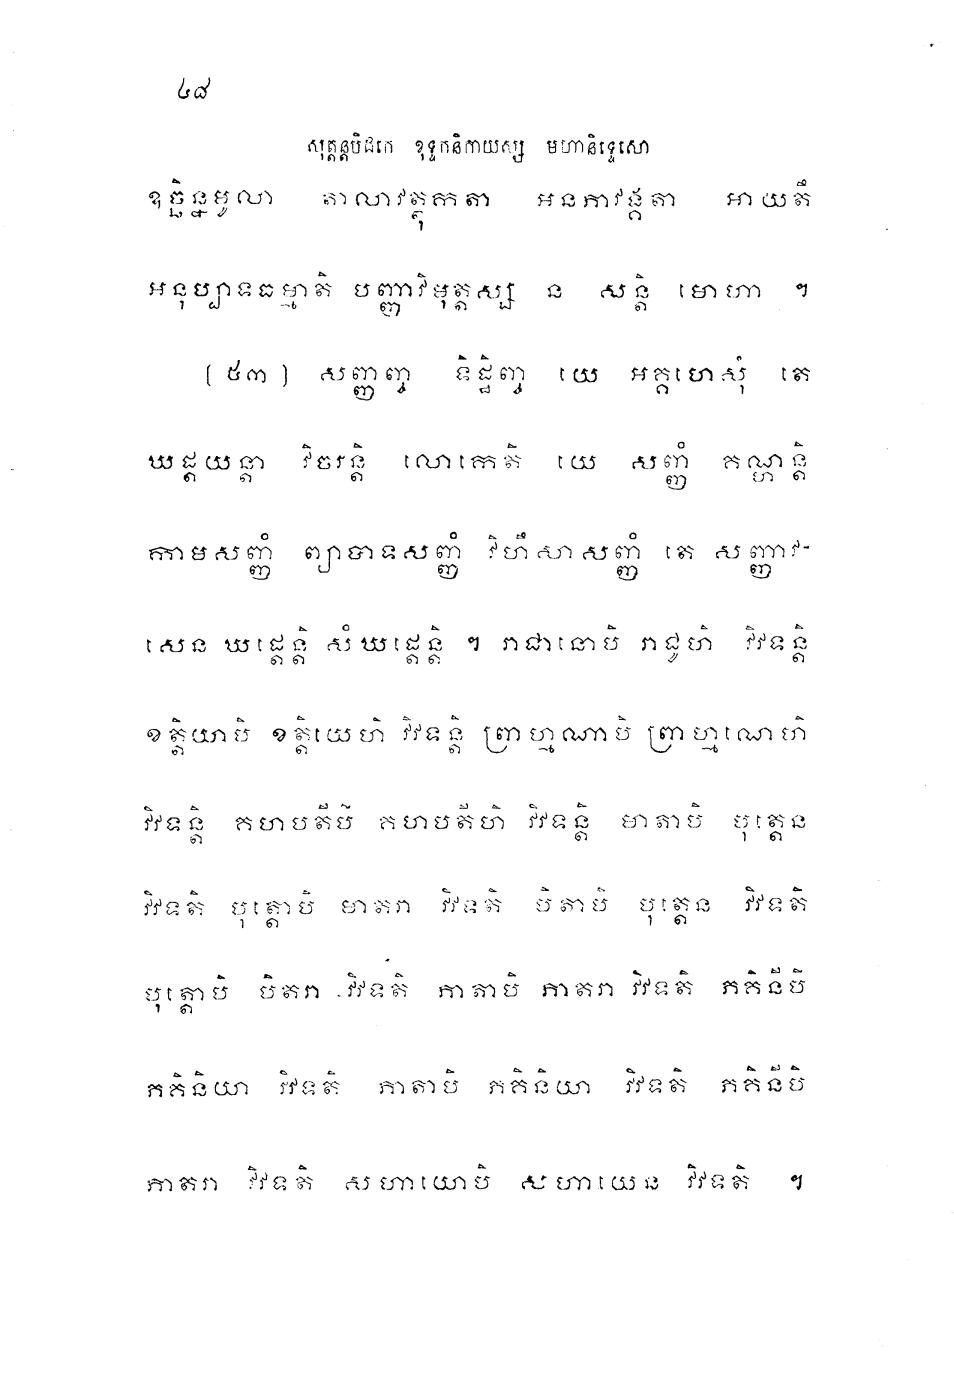 ៤៨
សុត្តន្តបិដកេ ខុទ្ទកនិកាយស្ស មហានិទ្ទេសោ
ឧច្ឆិន្នមូលា តាលាវត្ថុកតា អនភាវង្គតា អាយតឹ
អនុប្បាទធម្មាតិ បញ្ញាវិមុត្តស្ស ន សន្តិ មោហា ។
(៥៣) សញ្ញញ្ច ទិដ្ឋិញ្ច យេ អគ្គហេសុំ តេ
ឃដ្តយន្តា វិចរន្តិ លោកេតិ យេ សញ្ញំ គណ្ហន្តិ
កាមសញ្ញំ ព្យាបាទសញ្ញំ វិហឹសាសញ្ញំ តេ សញ្ញាវ-
សេន ឃដ្តេន្តិ សំឃដ្តេន្តិ ។ រាជានោបិ រាជូហិ វិវទន្តិ
ខត្តិយាបិ ខត្តិយេហិ វិវទន្តិ ព្រាហ្មណាបិ ព្រាហ្មណេហិ
វិវទន្តិ គហបតីបិ គហបតីហិ វិវទន្តិ មាតាបិ បុត្តេន
វិវទតិ បុត្តោបិ មាតរា វិវទតិ បិតាបិ បុត្តេន វិវទតិ
បុត្តោបិ បិតរា វិវទតិ ភាតាបិ ភាតរា វិវទតិ ភគិនីបិ
ភគិនិយា វិវទតិ ភាតាបិ ភគិនិយា វិវទតិ ភគិនីបិ
ភាតរា វិវទតិ សហាយោបិ សហាយេន វិវទតិ ។